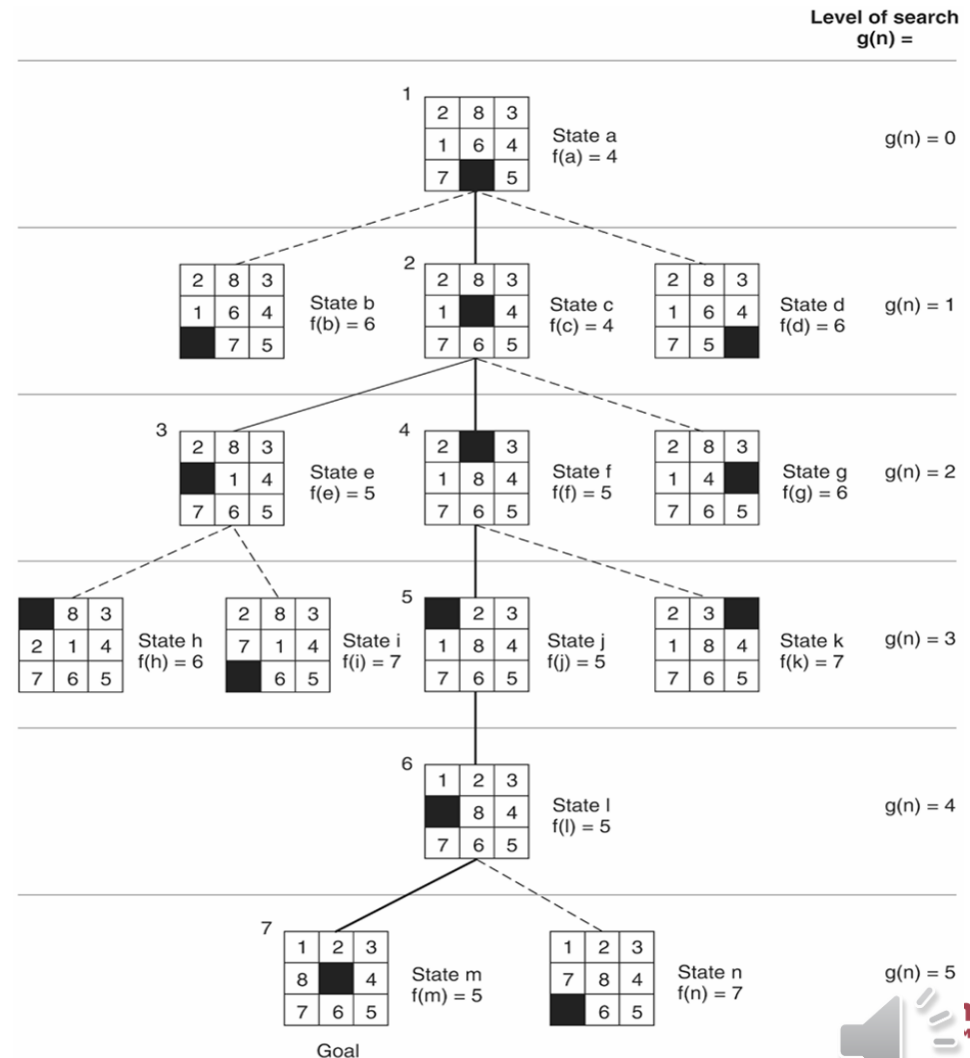 Level of search
g(n) =
1
2 8 3
1 6 4
7 5
State a
f(a) = 4
g(n) = 0
2 8 3
1 6 4
7 5
State b
f(b) = 6
2
2 8 3
1 4
7 6 5
State c
f(c) = 4
2 8 3
1 6 4
7 5
State d
f(d) = 6
g(n) = 1
3
2 8 3
1 4
7 6 5
State e
f(e) = 5
4
2 3
1 8 4
7 6 5
State f
f(f) = 5
2 8 3
1 4
7 6 5
State g
f(g) = 6
g(n) = 2
8 3
2 1 4
7 6 5
State h
f(h) = 6
2 8 3
7 1 4
6 5
State i
f(i) = 7
5
2 3
1 8 4
7 6 5
State j
f(j) = 5
2 3
1 8 4
7 6 5
State k
f(k) = 7
g(n) = 3
6
1 2 3
8 4
7 6 5
State l
f(l) = 5
g(n) = 4
7
1 2 3
8 4
7 6 5
State m
f(m) = 5
Goal
1 2 3
7 8 4
6 5
State n
f(n) = 7
g(n) = 5